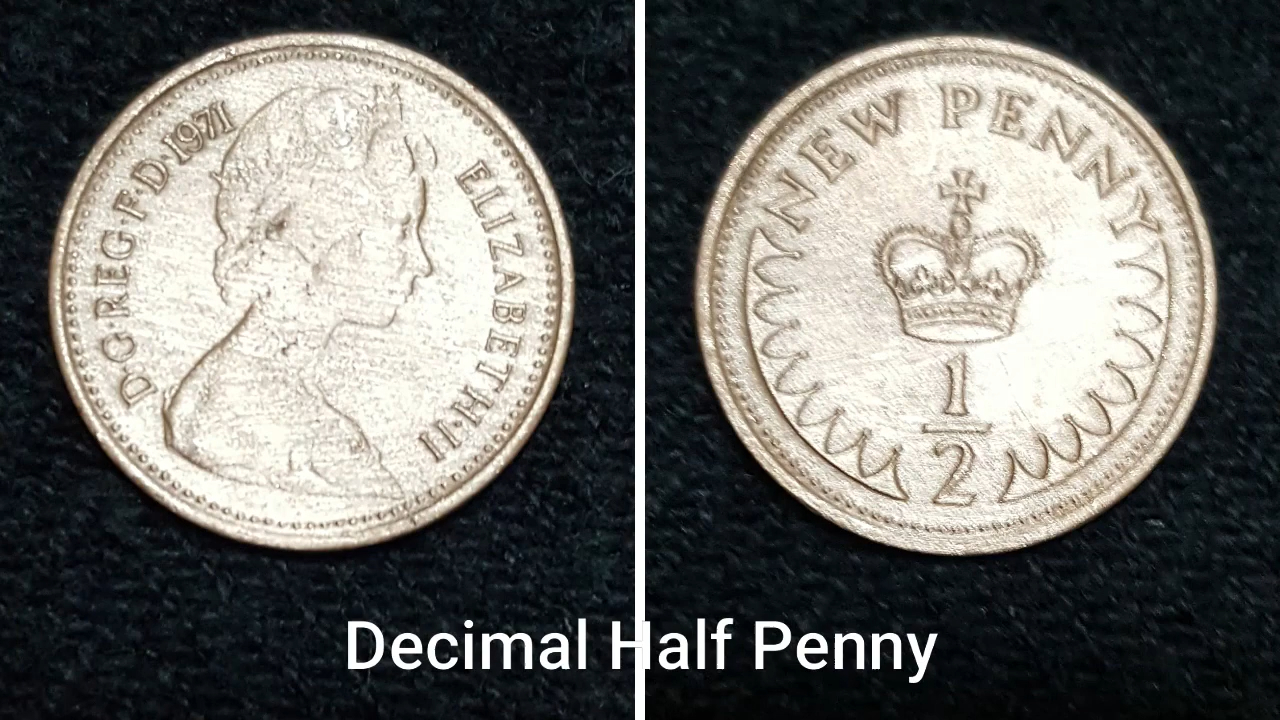 D·G·REG·F·D·1971
ELIZABETH·II
NEW PENNY
1
2
Decimal Half Penny